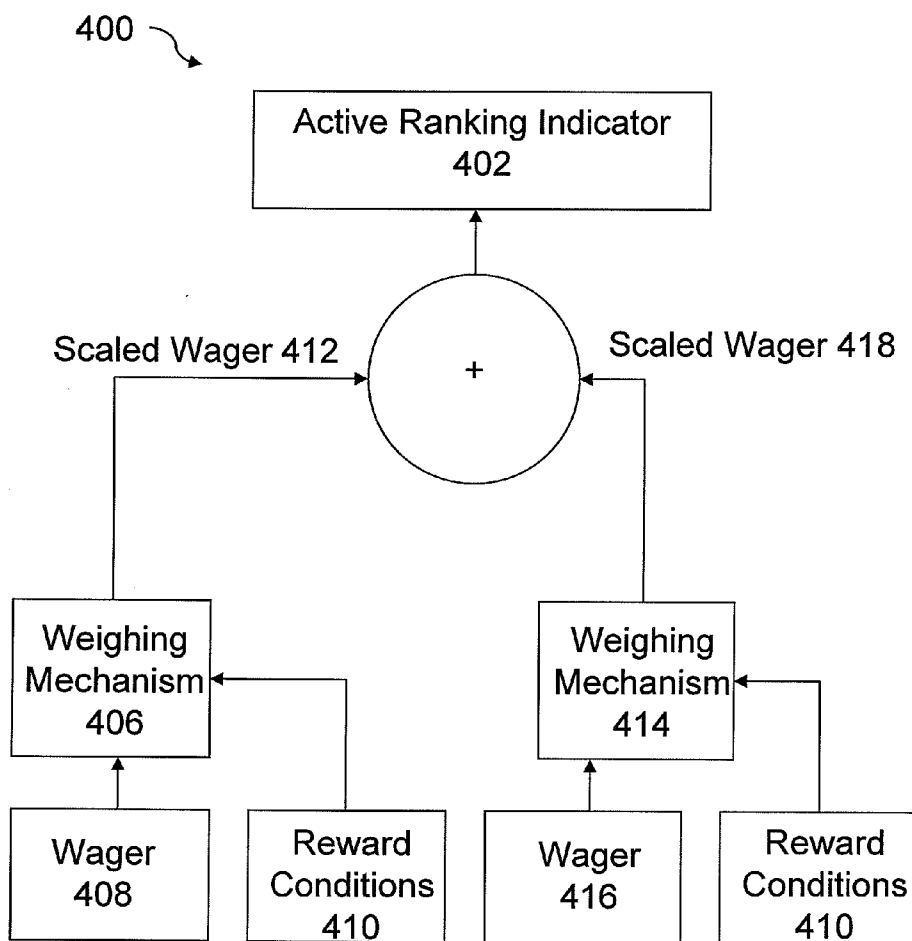 400
Active Ranking Indicator
402
Scaled Wager 412
Scaled Wager 418
+
Weighing
Mechanism
406
Weighing
Mechanism
414
Wager
408
Reward
Conditions
410
Wager
416
Reward
Conditions
410